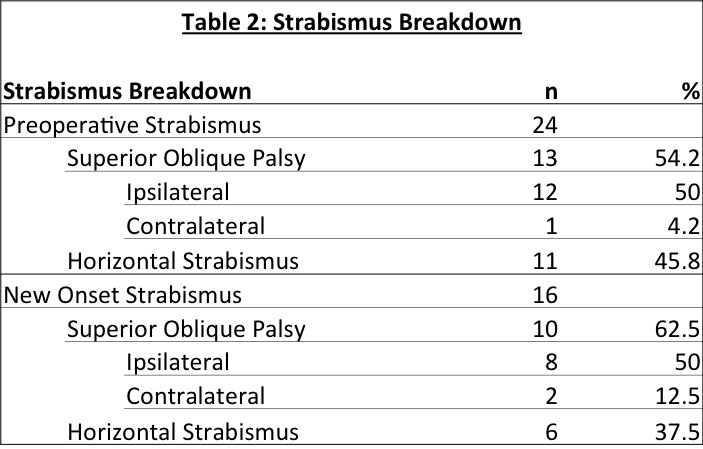 Table 2: Strabismus Breakdown
Strabismus Breakdown n %
Preoperative Strabismus 24
Superior Oblique Palsy 13 54.2
Ipsilateral 12 50
Contralateral 1 4.2
Horizontal Strabismus 11 45.8
New Onset Strabismus 16
Superior Oblique Palsy 10 62.5
Ipsilateral 8 50
Contralateral 2 12.5
Horizontal Strabismus 6 37.5